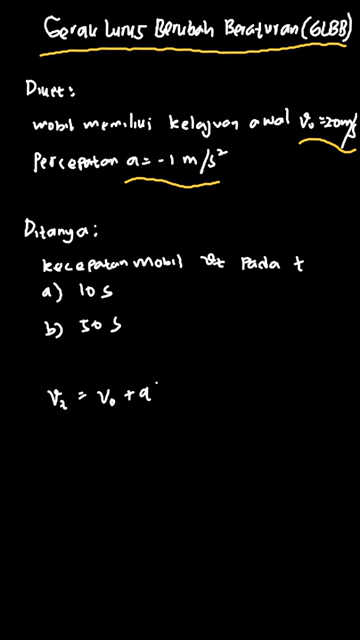 Gerak Lurus Berubah Beraturan (GLBB)
Diket:
mobil memiliki kelajuan awal v₀ = 20 m/s
Percepatan a = -1 m/s²
Ditanya:
kecepatan mobil vₜ pada t
a) 10 s
b) 50 s
vₜ = v₀ + a